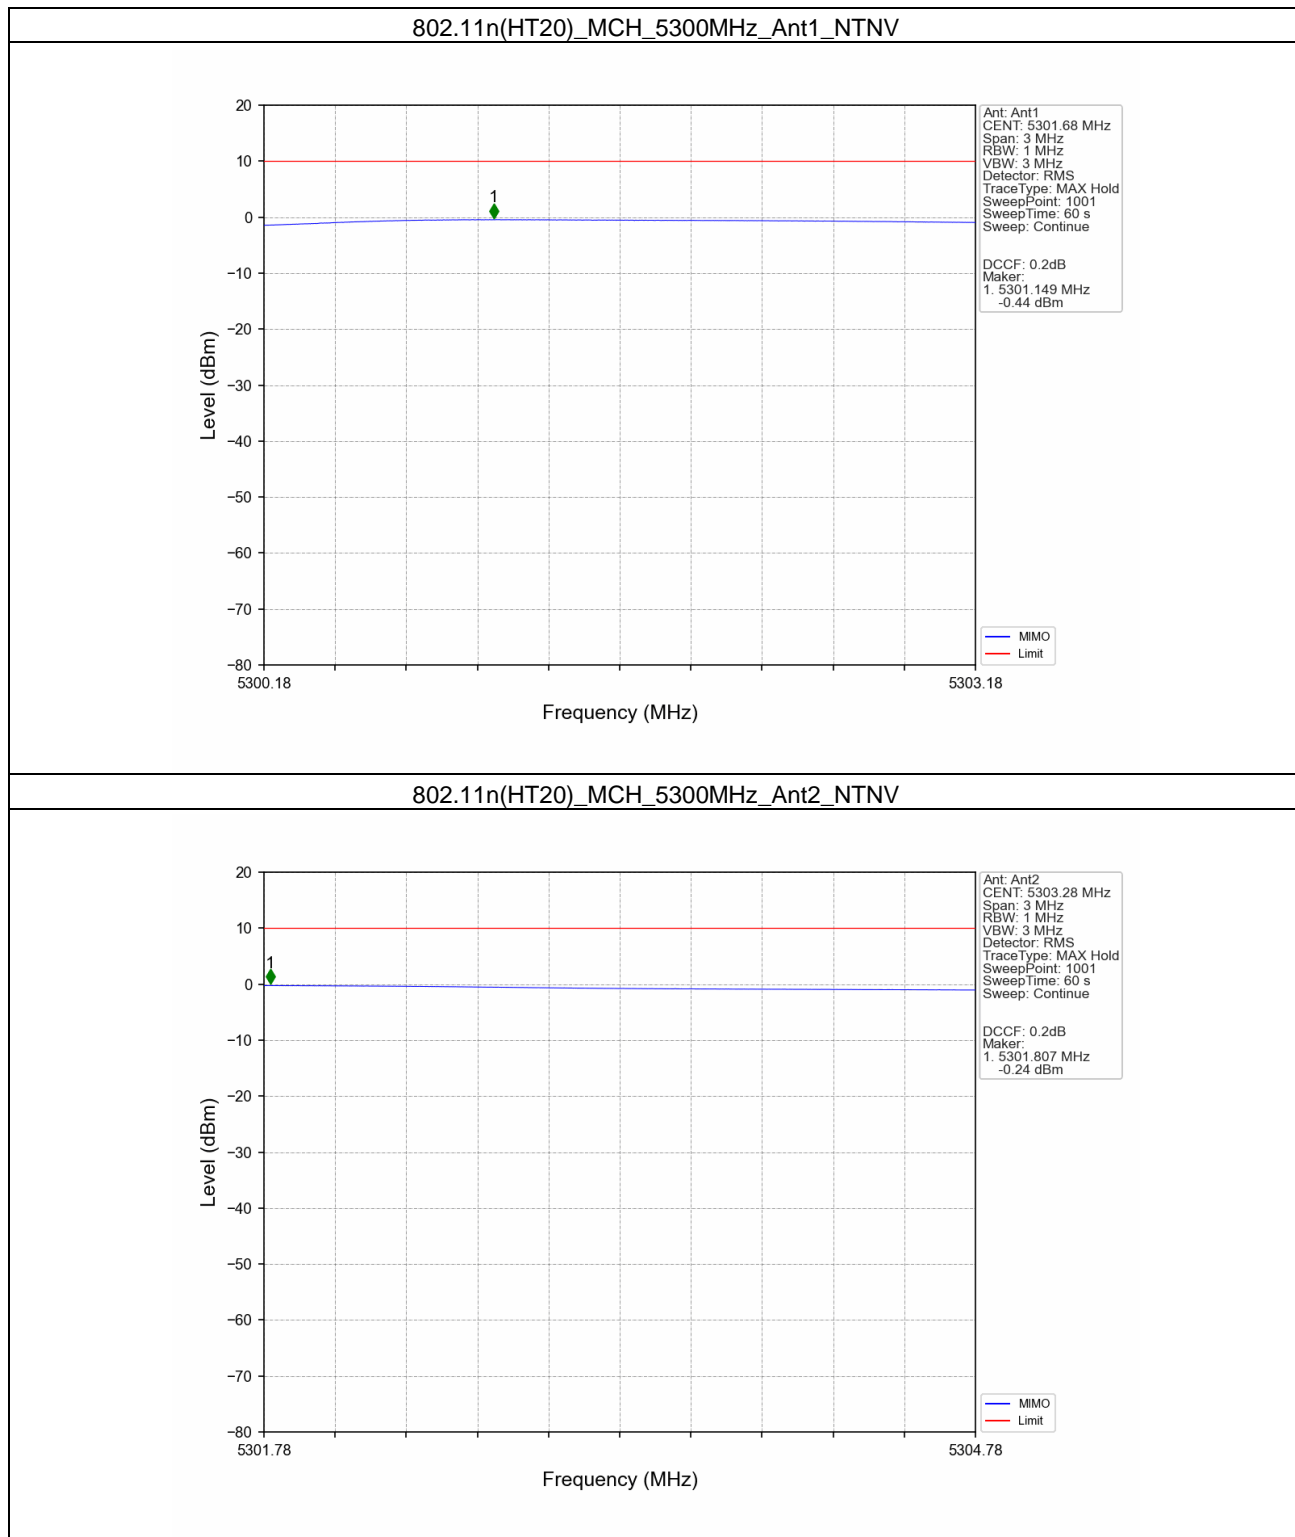 802.11n(HT20)_MCH_5300MHz_Ant1_NTNV
20
10
0
−10
−20
−30
−40
−50
−60
−70
−80
Level (dBm)
1
5300.18
5303.18
Frequency (MHz)
Ant: Ant1
CENT: 5301.68 MHz
Span: 3 MHz
RBW: 1 MHz
VBW: 3 MHz
Detector: RMS
TraceType: MAX Hold
SweepPoint: 1001
SweepTime: 60 s
Sweep: Continue
DCCF: 0.2dB
Maker:
1. 5301.149 MHz
-0.44 dBm
MIMO
Limit
802.11n(HT20)_MCH_5300MHz_Ant2_NTNV
20
10
0
−10
−20
−30
−40
−50
−60
−70
−80
Level (dBm)
1
5301.78
5304.78
Frequency (MHz)
Ant: Ant2
CENT: 5303.28 MHz
Span: 3 MHz
RBW: 1 MHz
VBW: 3 MHz
Detector: RMS
TraceType: MAX Hold
SweepPoint: 1001
SweepTime: 60 s
Sweep: Continue
DCCF: 0.2dB
Maker:
1. 5301.807 MHz
-0.24 dBm
MIMO
Limit